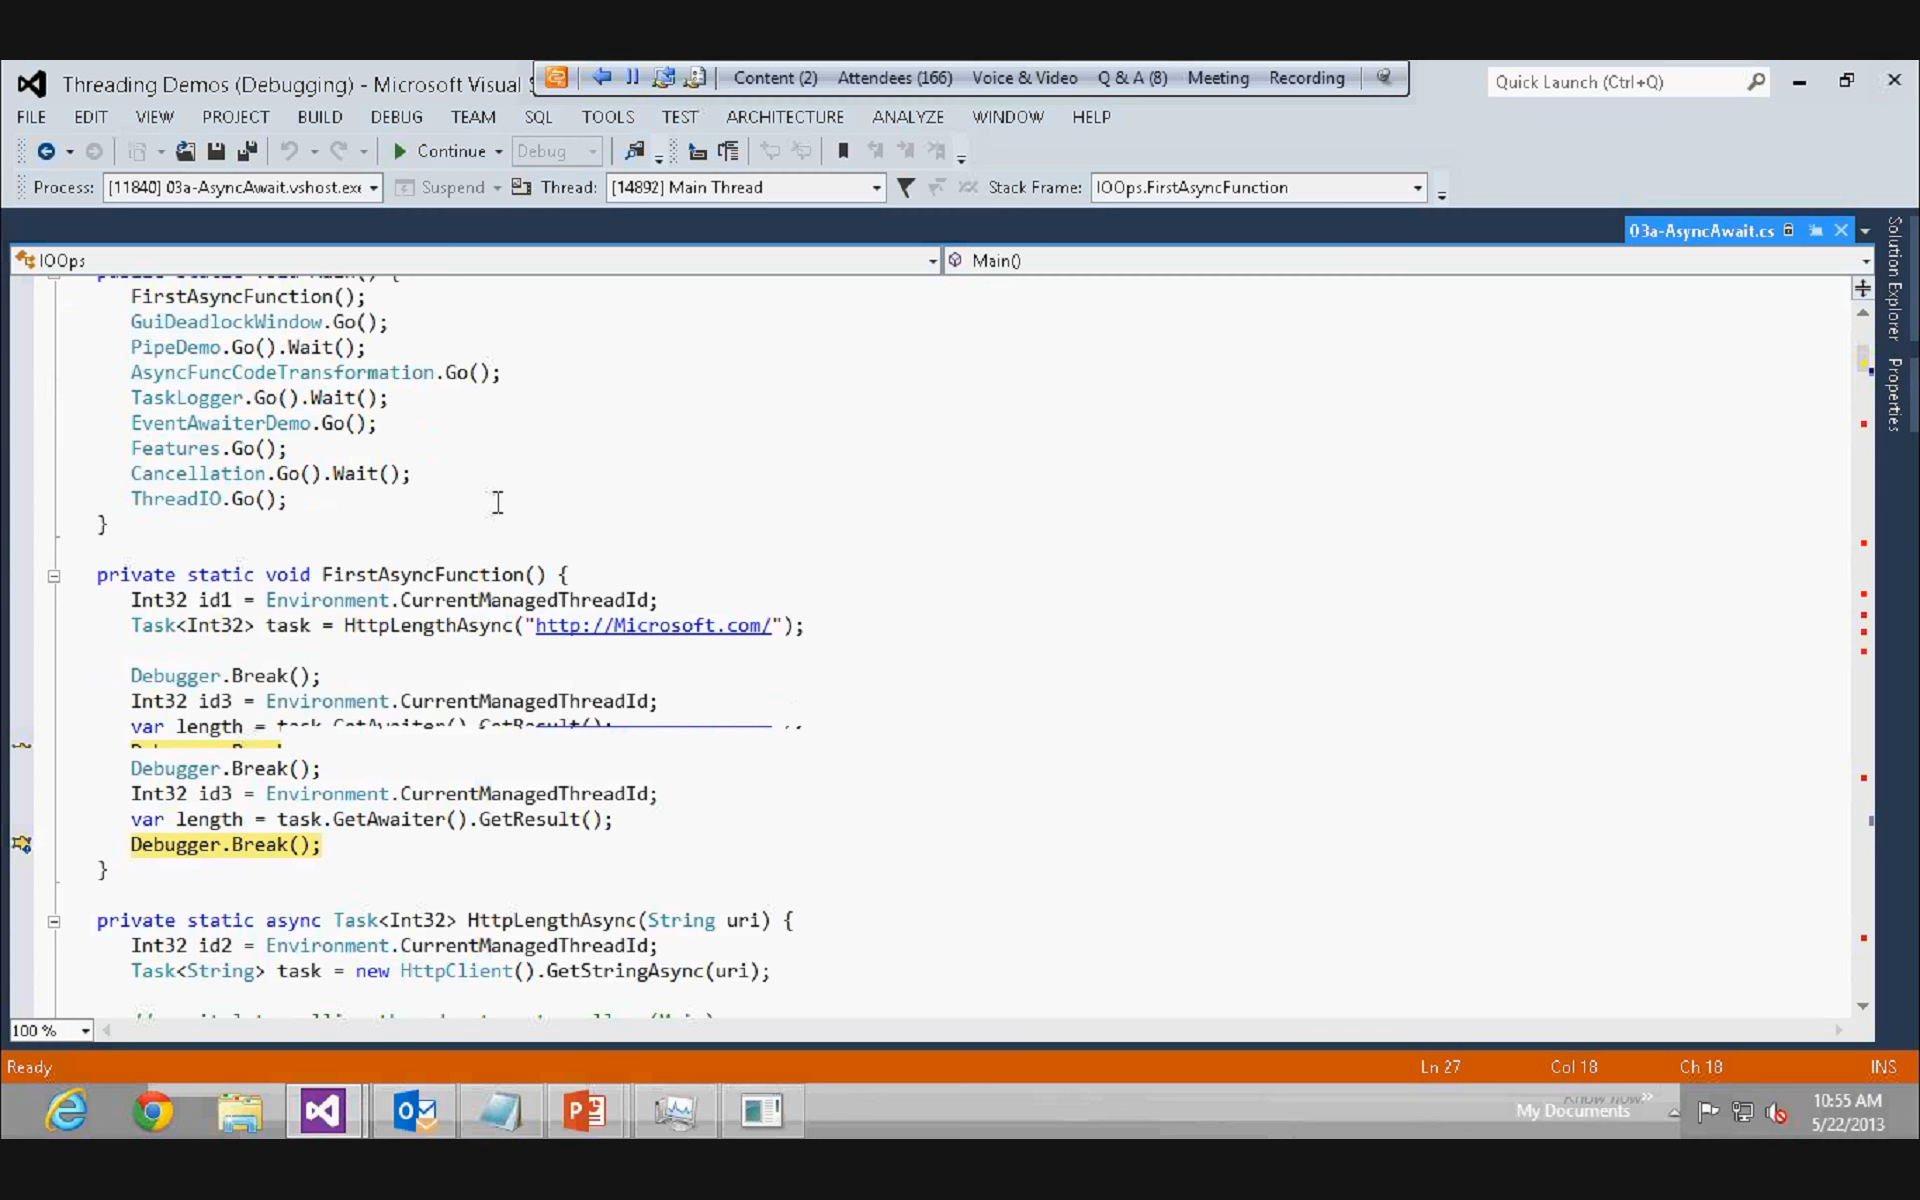 Threading Demos (Debugging) - Microsoft Visual
Content (2) Attendees (166) Voice & Video Q & A (8) Meeting Recording
Quick Launch (Ctrl+Q)
FILE EDIT VIEW PROJECT BUILD DEBUG TEAM SQL TOOLS TEST ARCHITECTURE ANALYZE WINDOW HELP
Continue Debug
Process: [11840] 03a-AsyncAwait.vshost.exe Suspend Thread: [14892] Main Thread Stack Frame: IOOps.FirstAsyncFunction
03a-AsyncAwait.cs
IOOps Main()
Solution Explorer
Properties
public static void Main() {
FirstAsyncFunction();
GuiDeadlockWindow.Go();
PipeDemo.Go().Wait();
AsyncFuncCodeTransformation.Go();
TaskLogger.Go().Wait();
EventAwaiterDemo.Go();
Features.Go();
Cancellation.Go().Wait();
ThreadIO.Go();
}
private static void FirstAsyncFunction() {
Int32 id1 = Environment.CurrentManagedThreadId;
Task<Int32> task = HttpLengthAsync("http://Microsoft.com/");
Debugger.Break();
Int32 id3 = Environment.CurrentManagedThreadId;
var length = task.GetAwaiter().GetResult();
Debugger.Break();
Int32 id3 = Environment.CurrentManagedThreadId;
var length = task.GetAwaiter().GetResult();
Debugger.Break();
}
private static async Task<Int32> HttpLengthAsync(String uri) {
Int32 id2 = Environment.CurrentManagedThreadId;
Task<String> task = new HttpClient().GetStringAsync(uri);
100 %
Ready Ln 27 Col 18 Ch 18 INS
My Documents
10:55 AM
5/22/2013